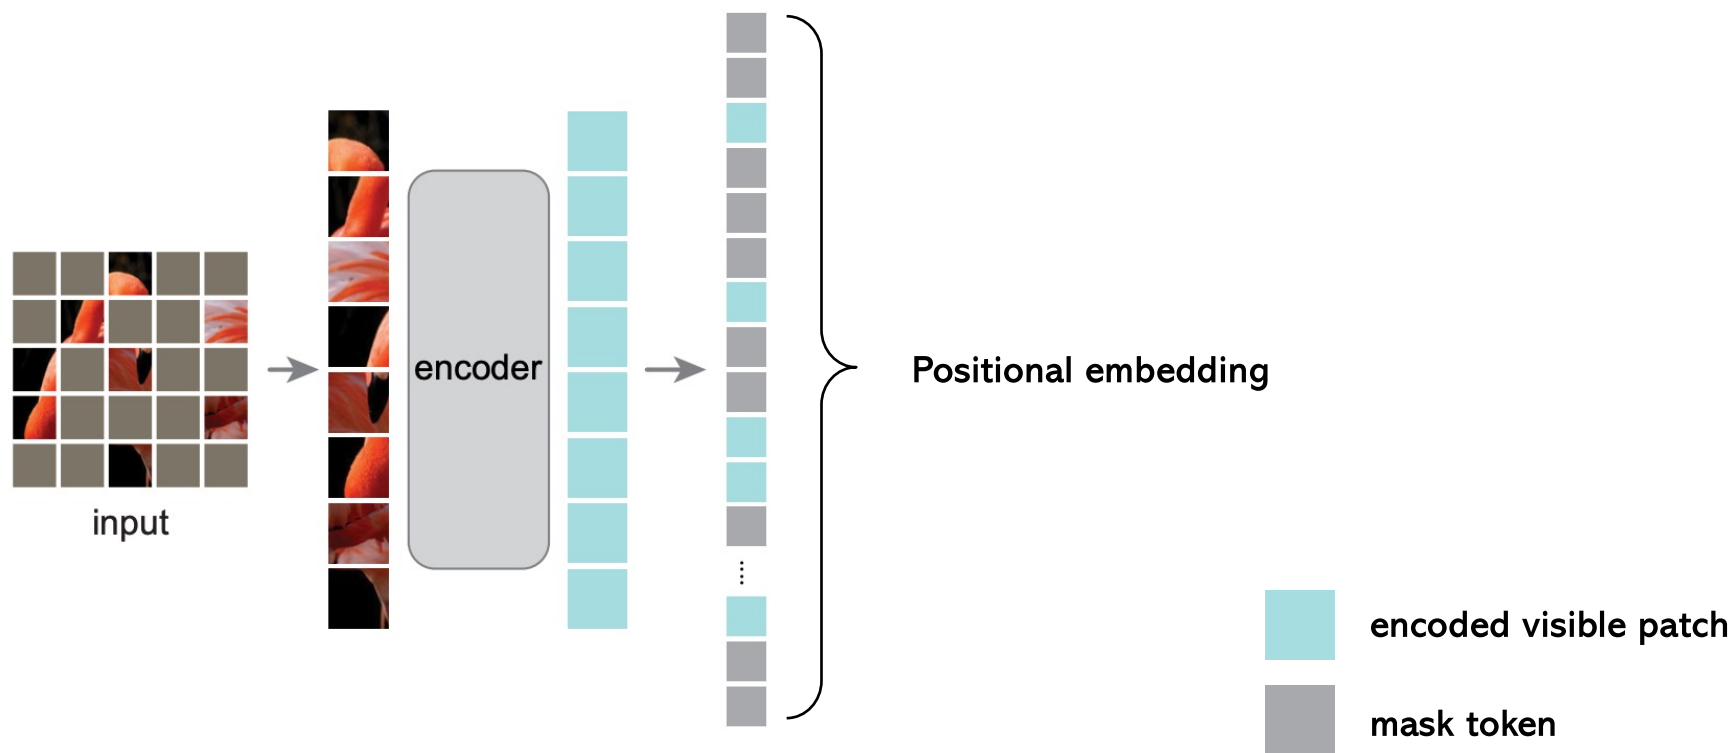 input
encoder
Positional embedding
encoded visible patch
mask token